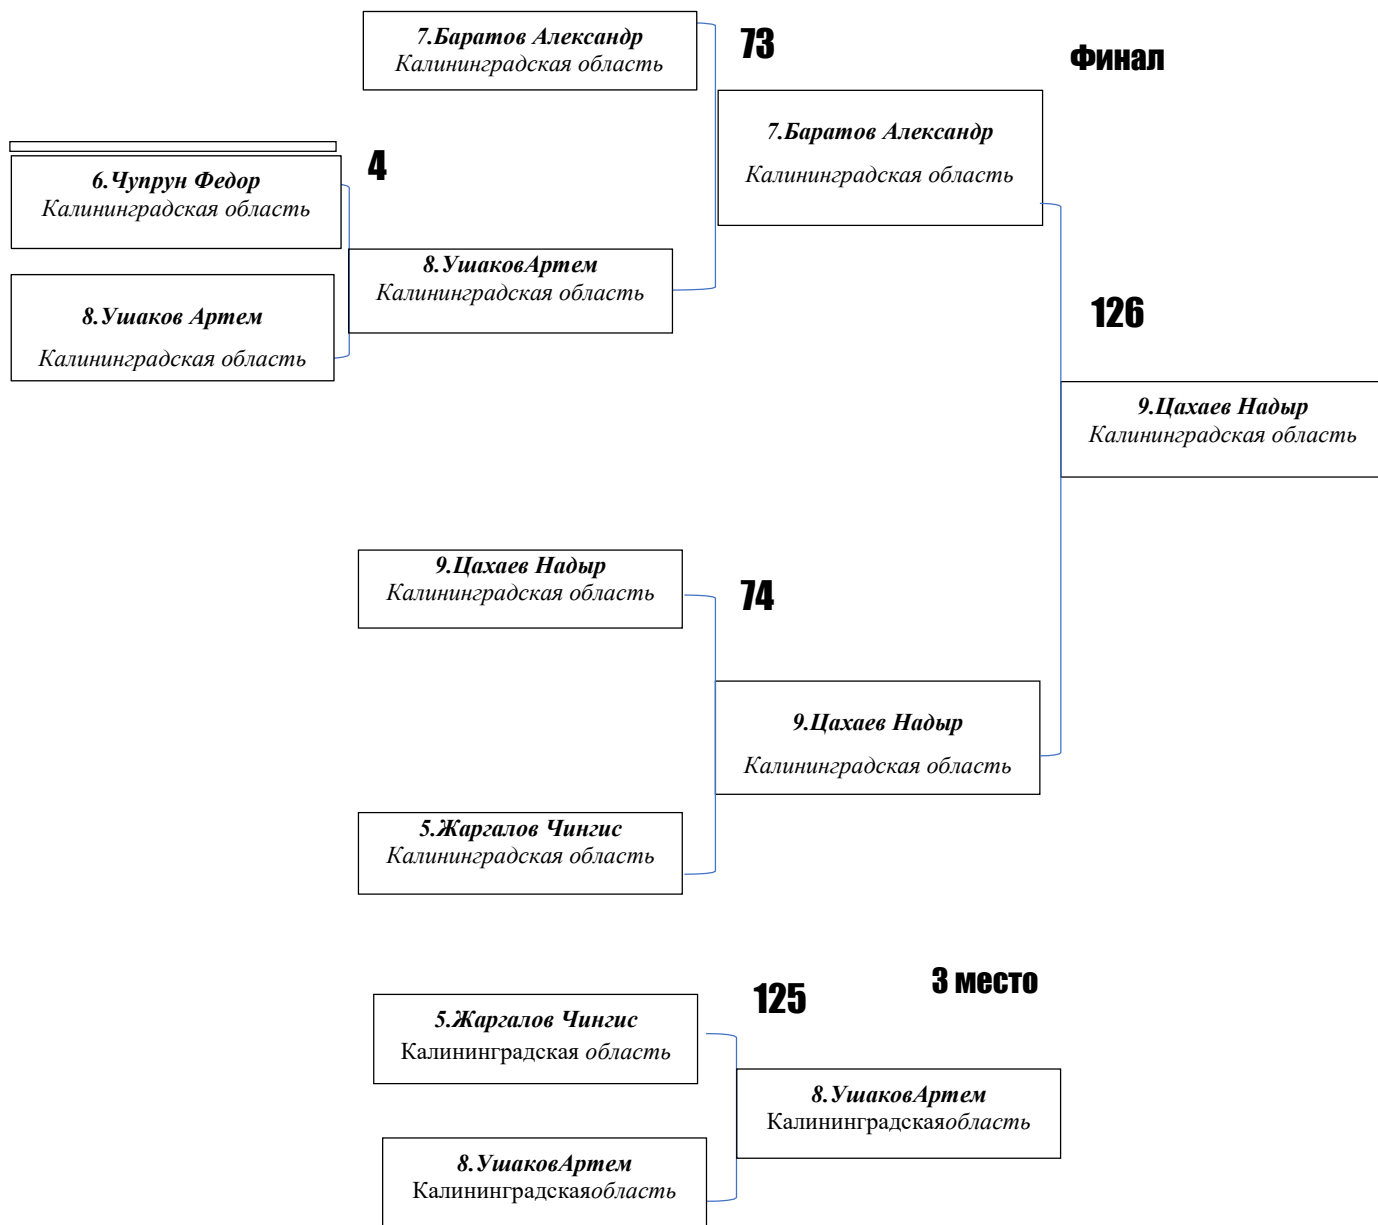 7.Баратов Александр
Калининградская область
73
Финал
7.Баратов Александр
Калининградская область
4
6.Чупрун Федор
Калининградская область
8.УшаковАртем
Калининградская область
8.Ушаков Артем
Калининградская область
126
9.Цахаев Надыр
Калининградская область
9.Цахаев Надыр
Калининградская область
74
9.Цахаев Надыр
Калининградская область
5.Жаргалов Чингис
Калининградская область
125
3 место
5.Жаргалов Чингис
Калининградская область
8.УшаковАртем
Калининградскаяобласть
8.УшаковАртем
Калининградскаяобласть